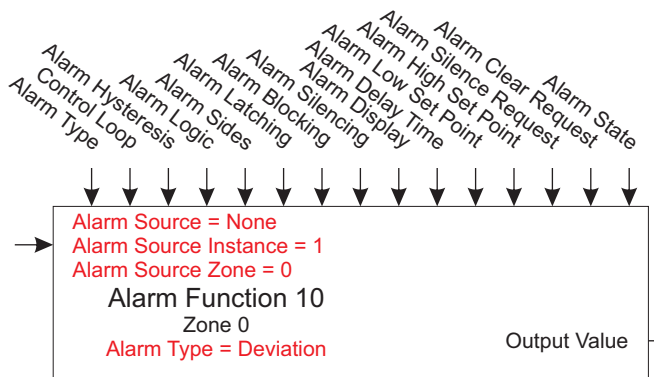 Alarm Type
Control Loop
Alarm Hysteresis
Alarm Logic
Alarm Sides
Alarm Latching
Alarm Blocking
Alarm Silencing
Alarm Display
Alarm Delay Time
Alarm Low Set Point
Alarm High Set Point
Alarm Silence Request
Alarm Clear Request
Alarm State
Alarm Source = None
Alarm Source Instance = 1
Alarm Source Zone = 0
Alarm Function 10
Zone 0
Alarm Type = Deviation
Output Value